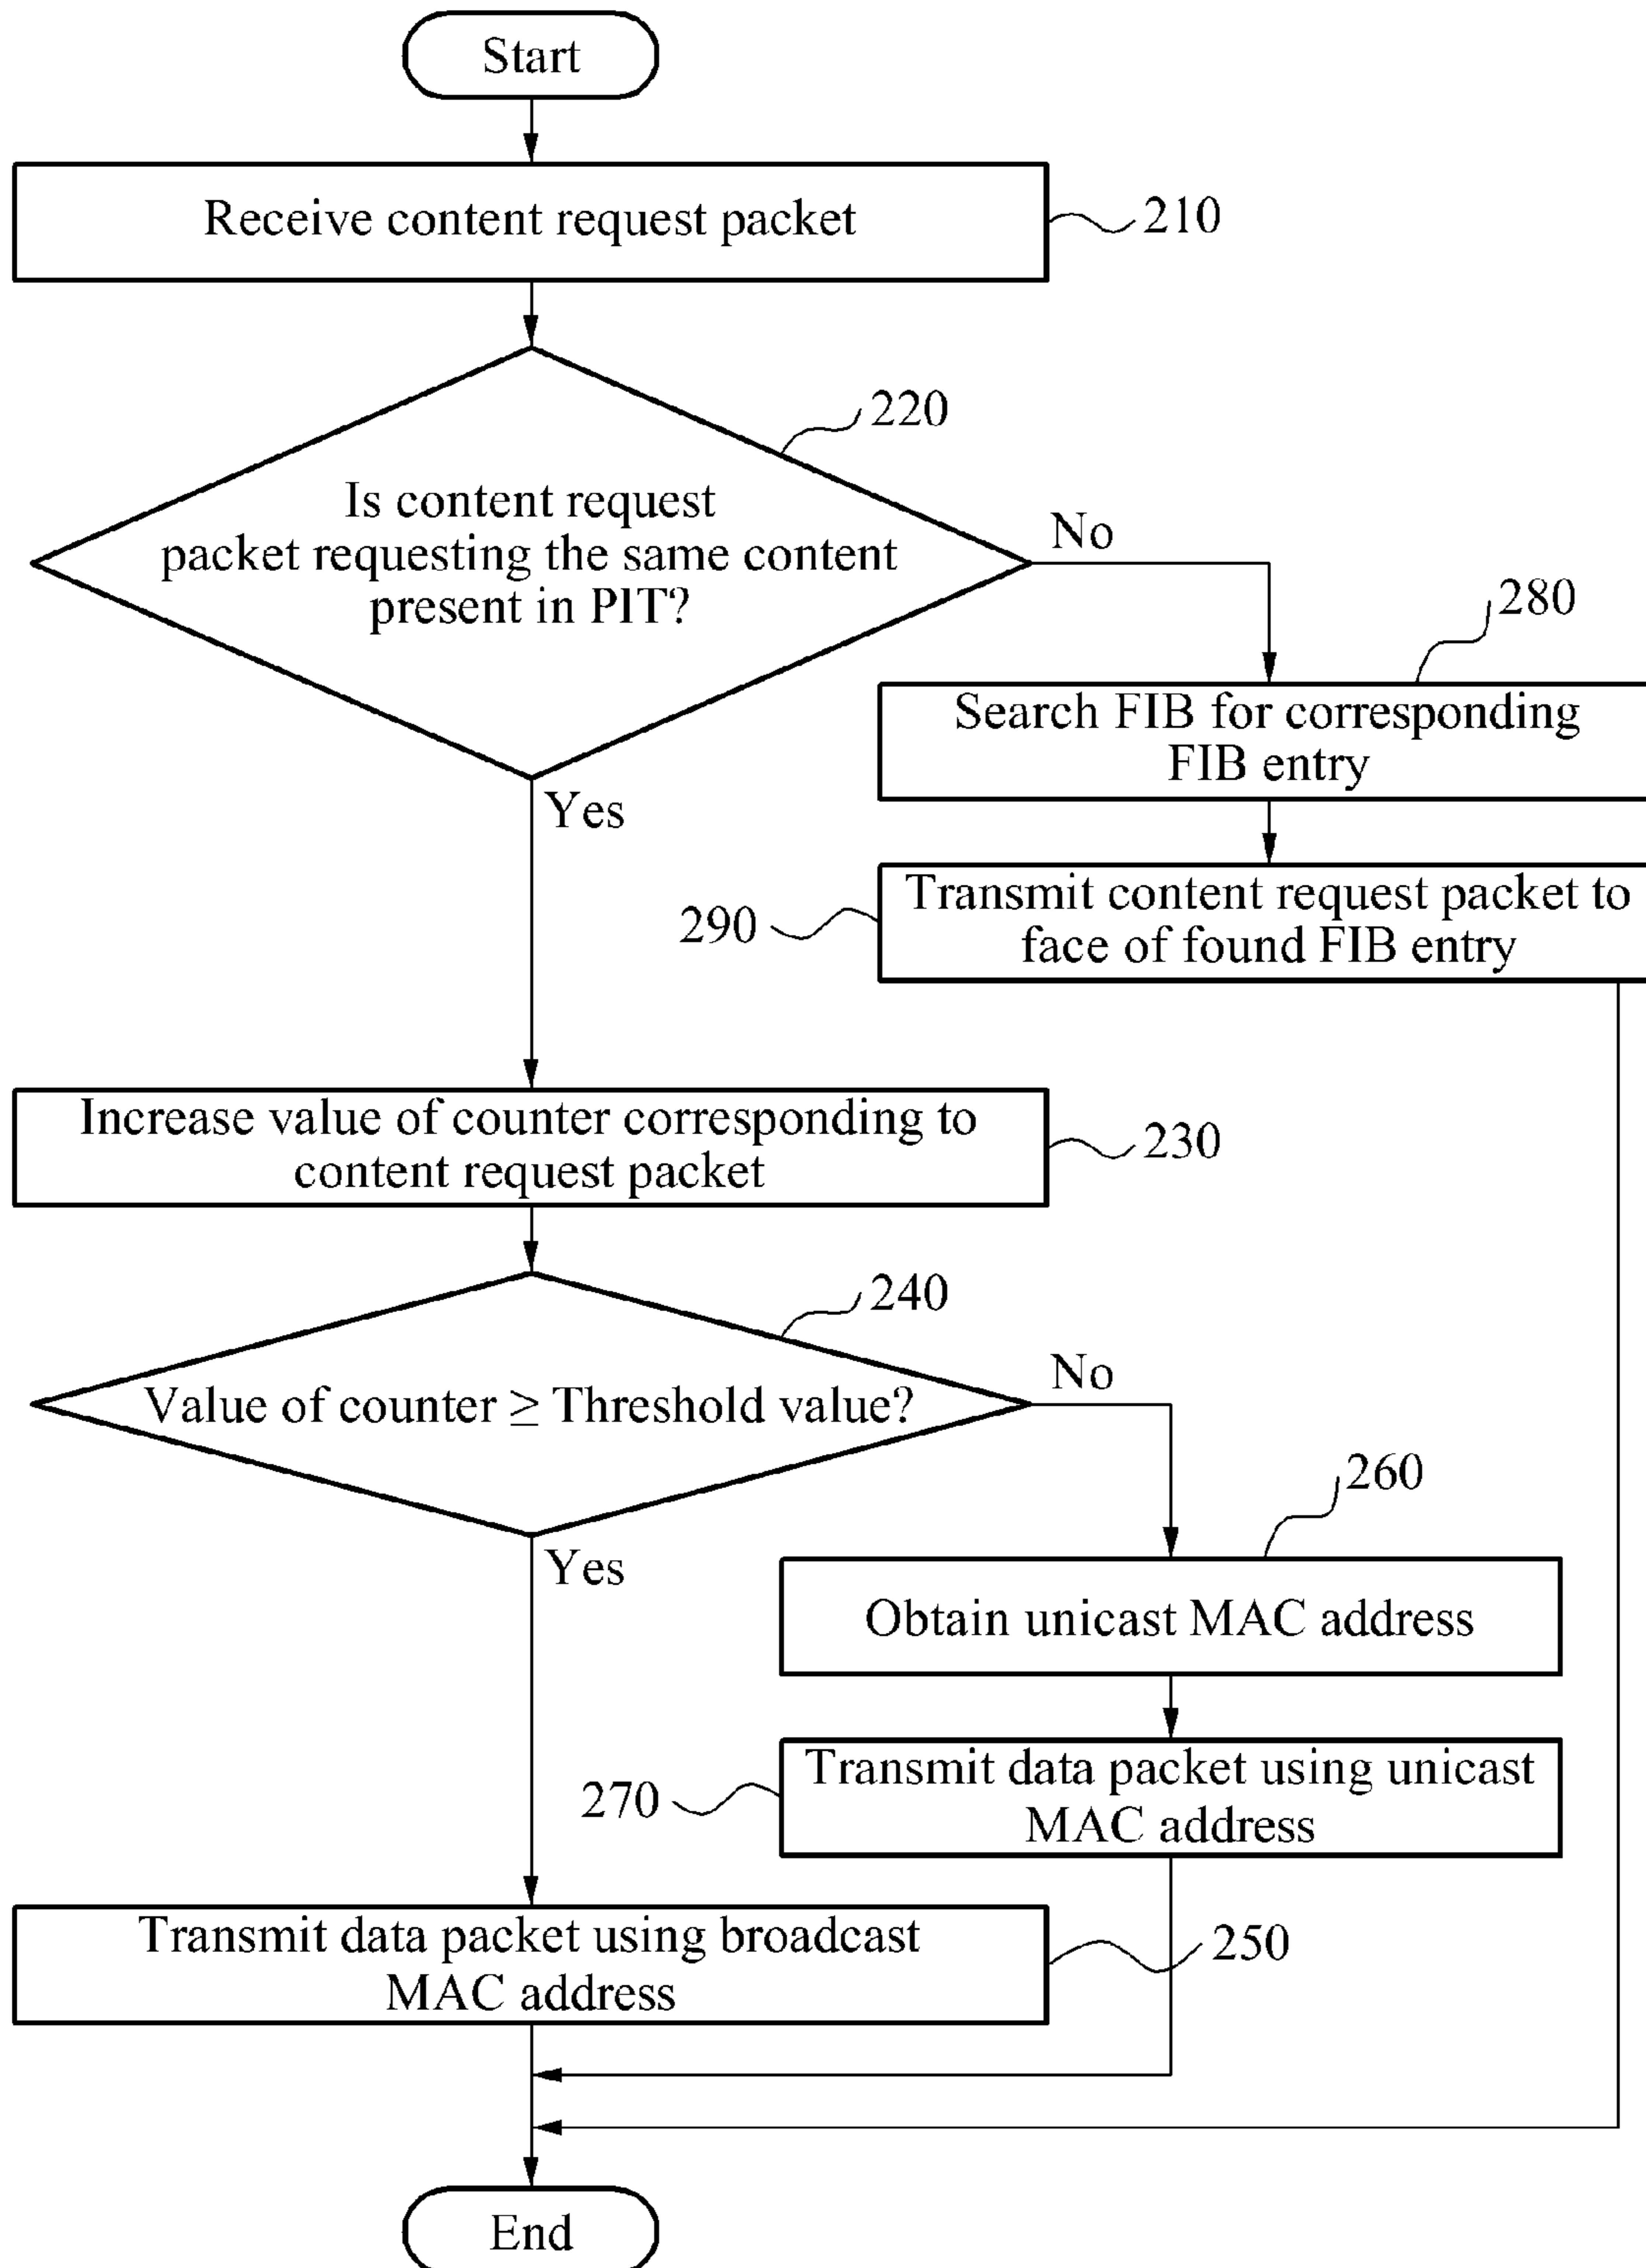 Start
Receive content request packet
210
220
Is content request
packet requesting the same content
present in PIT?
No
280
Search FIB for corresponding
FIB entry
Yes
290
Transmit content request packet to
face of found FIB entry
Increase value of counter corresponding to
content request packet
230
240
Value of counter ≥ Threshold value?
No
260
Yes
Obtain unicast MAC address
270
Transmit data packet using unicast
MAC address
Transmit data packet using broadcast
MAC address
250
End